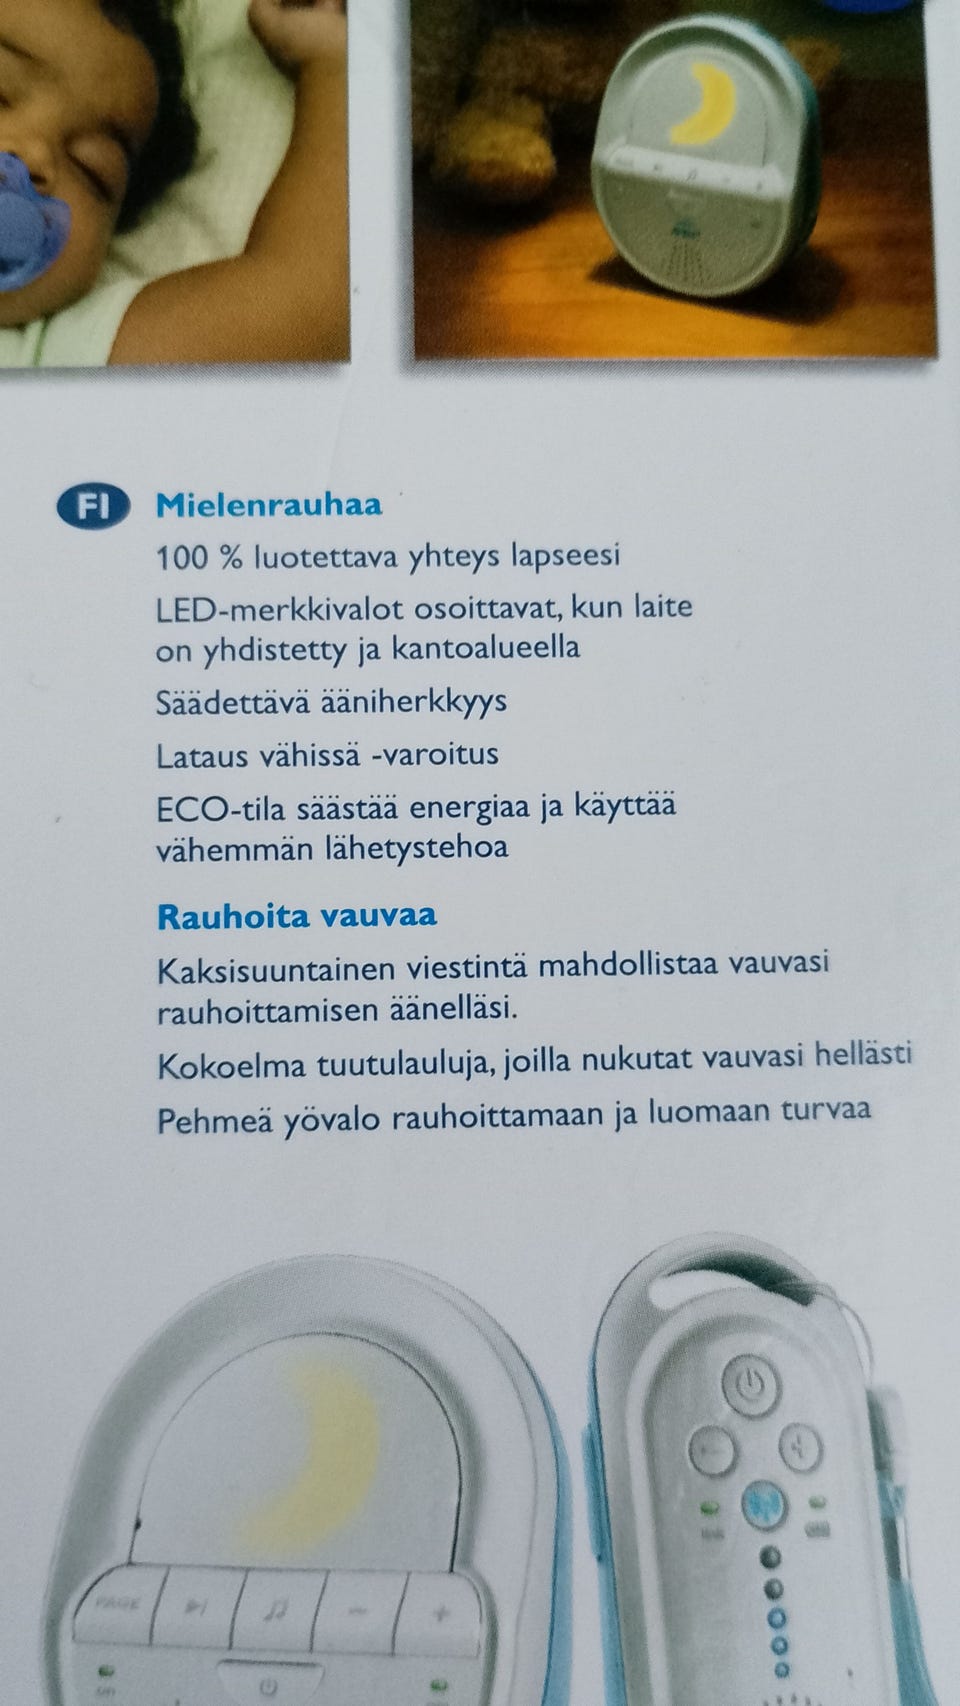 FI
Mielenrauhaa
100 % luotettava yhteys lapseesi
LED-merkkivalot osoittavat, kun laite
on yhdistetty ja kantoalueella
Säädettävä ääniherkkyys
Lataus vähissä -varoitus
ECO-tila säästää energiaa ja käyttää
vähemmän lähetystehoa
Rauhoita vauvaa
Kaksisuuntainen viestintä mahdollistaa vauvasi
rauhoittamisen äänelläsi.
Kokoelma tuutulauluja, joilla nukutat vauvasi hellästi
Pehmeä yövalo rauhoittamaan ja luomaan turvaa
PAGE